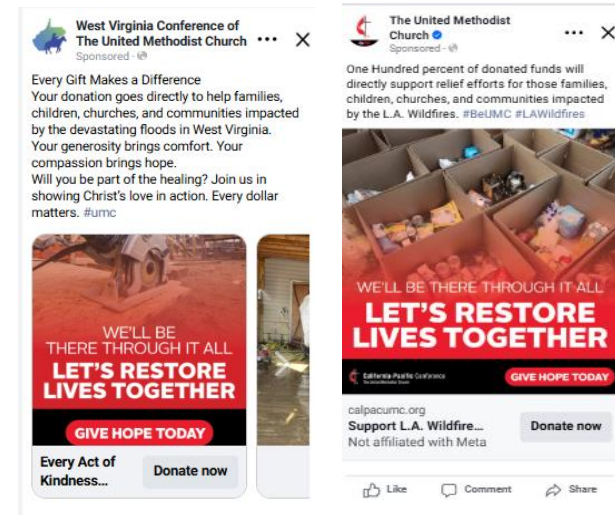 West Virginia Conference of
The United Methodist Church
Sponsored ·
Every Gift Makes a Difference
Your donation goes directly to help families,
children, churches, and communities impacted
by the devastating floods in West Virginia.
Your generosity brings comfort. Your
compassion brings hope.
Will you be part of the healing? Join us in
showing Christ's love in action. Every dollar
matters. #umc
WE'LL BE
THERE THROUGH IT ALL
LET'S RESTORE
LIVES TOGETHER
GIVE HOPE TODAY
Every Act of
Kindness...
Donate now
The United Methodist
Church
Sponsored ·
One Hundred percent of donated funds will
directly support relief efforts for those families,
children, churches, and communities impacted
by the L.A. Wildfires. #BeUMC #LAWildfires
WE'LL BE THERE THROUGH IT ALL
LET'S RESTORE
LIVES TOGETHER
California-Pacific Conference
The United Methodist Church
GIVE HOPE TODAY
calpacumc.org
Support L.A. Wildfire...
Not affiliated with Meta
Donate now
Like
Comment
Share